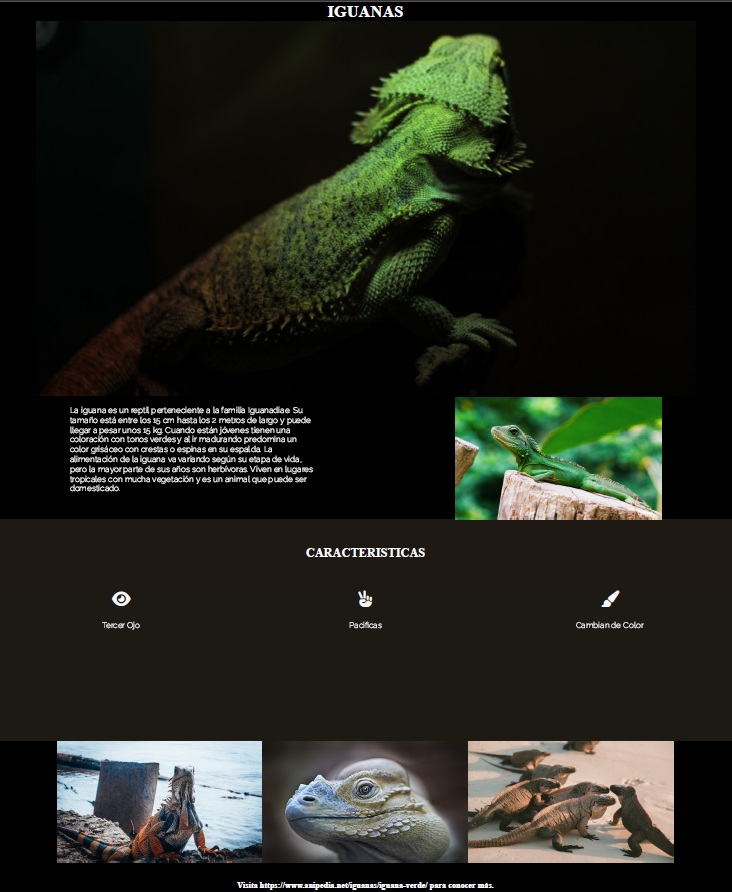 IGUANAS
La iguana es un reptil perteneciente a la familia Iguanadiae. Su
tamaño está entre los 15 cm hasta los 2 metros de largo y puede
llegar a pesar unos 15 kg. Cuando están jóvenes tienen una
coloración con tonos verdes y al ir madurando predomina un
color grisáceo con crestas o espinas en su espalda. La
alimentación de la iguana va variando según su etapa de vida,
pero la mayor parte de sus años son herbívoras. Viven en lugares
tropicales con mucha vegetación y es un animal que puede ser
domesticado.
CARACTERISTICAS
Tercer Ojo
Pacificas
Cambian de Color
Visita https://www.anipedia.net/iguanas/iguana-verde/ para conocer más.